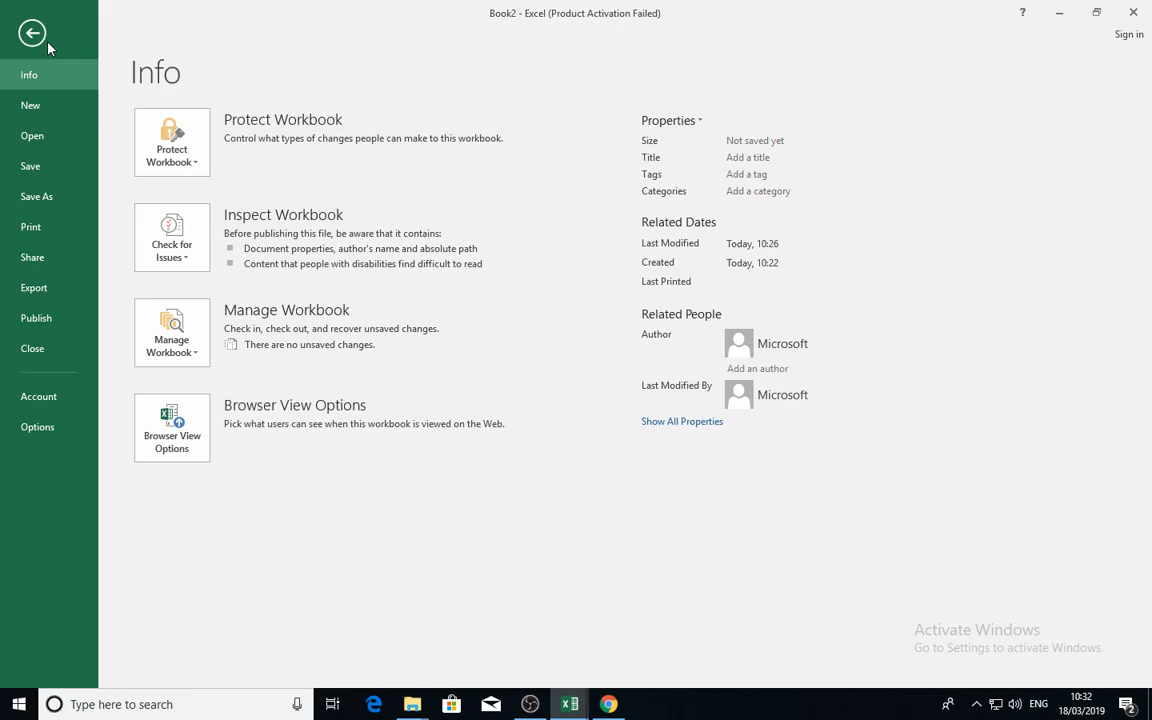 Book2 - Excel (Product Activation Failed)
?
Sign in
Info
New
Open
Save
Save As
Print
Share
Export
Publish
Close
Account
Options
Info
Protect Workbook
Protect Workbook
Control what types of changes people can make to this workbook.
Check for Issues
Inspect Workbook
Before publishing this file, be aware that it contains:
Document properties, author's name and absolute path
Content that people with disabilities find difficult to read
Manage Workbook
Manage Workbook
Check in, check out, and recover unsaved changes.
There are no unsaved changes.
Browser View Options
Browser View Options
Pick what users can see when this workbook is viewed on the Web.
Properties
Size Not saved yet
Title Add a title
Tags Add a tag
Categories Add a category
Related Dates
Last Modified Today, 10:26
Created Today, 10:22
Last Printed
Related People
Author Microsoft
Add an author
Last Modified By Microsoft
Show All Properties
Activate Windows
Go to Settings to activate Windows.
Type here to search
ENG
10:32
18/03/2019
2